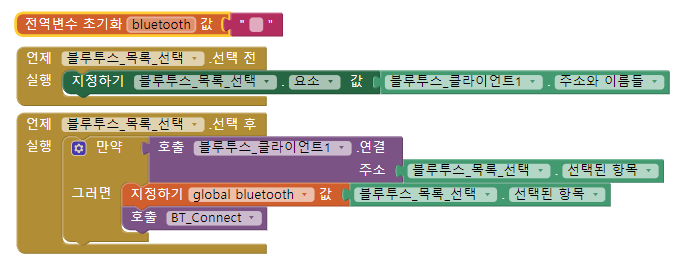 전역변수 초기화 bluetooth 값 " "
언제 블루투스_목록_선택 .선택 전
실행 지정하기 블루투스_목록_선택 . 요소 값 블루투스_클라이언트1 . 주소와 이름들
언제 블루투스_목록_선택 .선택 후
실행 만약 호출 블루투스_클라이언트1 .연결
주소 블루투스_목록_선택 . 선택된 항목
그러면 지정하기 global bluetooth 값 블루투스_목록_선택 . 선택된 항목
호출 BT_Connect